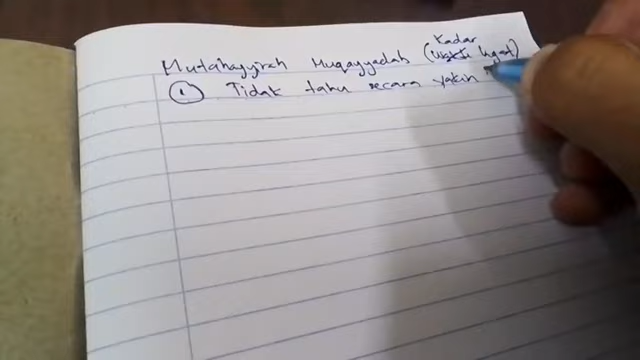 Mutahayyirah Muqayyadah (Kadar Waktu Ingat)
① Tidak tahu secara yakin